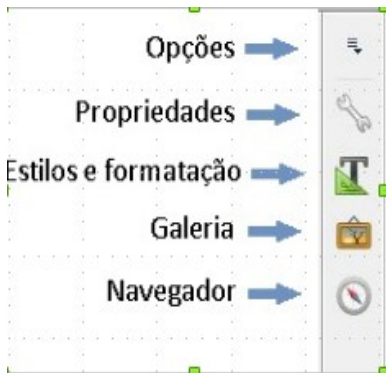 Opções
Propriedades
Estilos e formatação
Galeria
Navegador